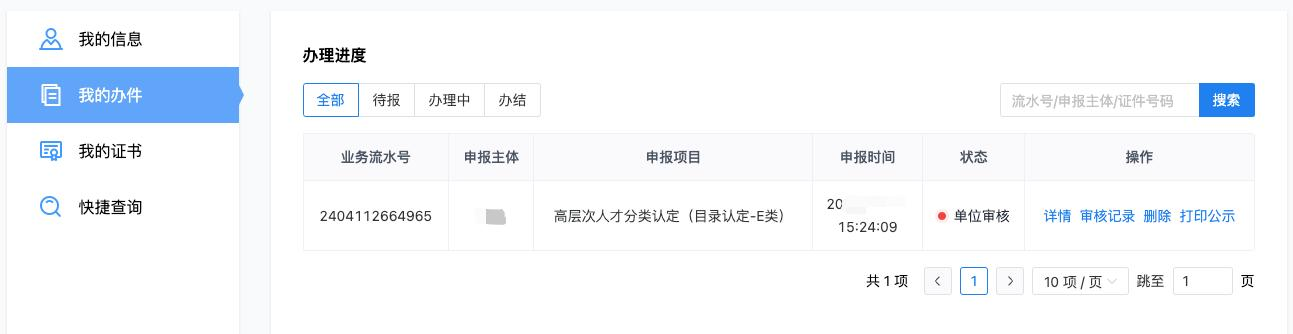 我的信息
我的办件
我的证书
快捷查询
办理进度
全部 待报 办理中 办结
流水号/申报主体/证件号码 搜索
业务流水号 申报主体 申报项目 申报时间 状态 操作
2404112664965 高层次人才分类认定（目录认定-E类） 20 15:24:09 单位审核 详情 审核记录 删除 打印公示
共 1 项 1 10 项 / 页 跳至 1 页